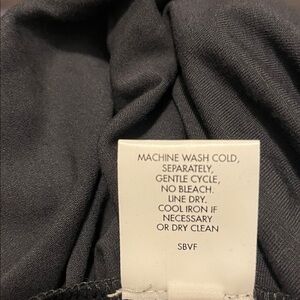 MACHINE WASH COLD,
SEPARATELY,
GENTLE CYCLE,
NO BLEACH.
LINE DRY.
COOL IRON IF
NECESSARY
OR DRY CLEAN
SBVF